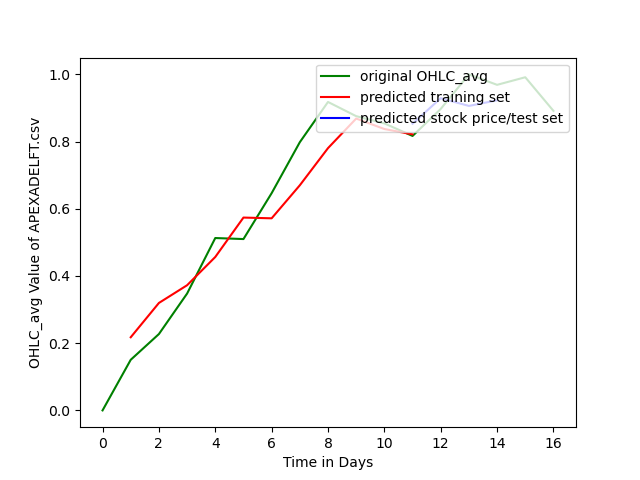 original OHLC_avg
predicted training set
predicted stock price/test set
OHLC_avg Value of APEXADELFT.csv
1.0
0.8
0.6
0.4
0.2
0.0
0 2 4 6 8 10 12 14 16
Time in Days